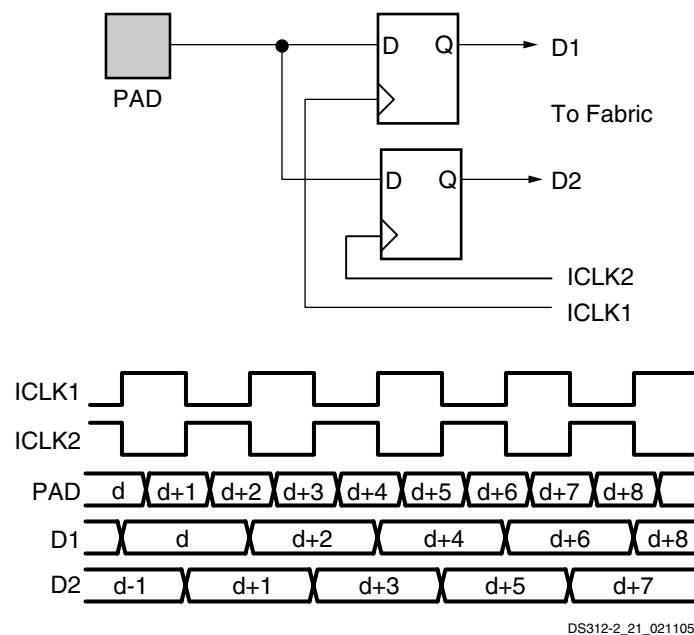 PAD
D Q D1
To Fabric
D Q D2
ICLK2
ICLK1
ICLK1
ICLK2
PAD d d+1 d+2 d+3 d+4 d+5 d+6 d+7 d+8
D1 d d+2 d+4 d+6 d+8
D2 d-1 d+1 d+3 d+5 d+7
DS312-2_21_021105